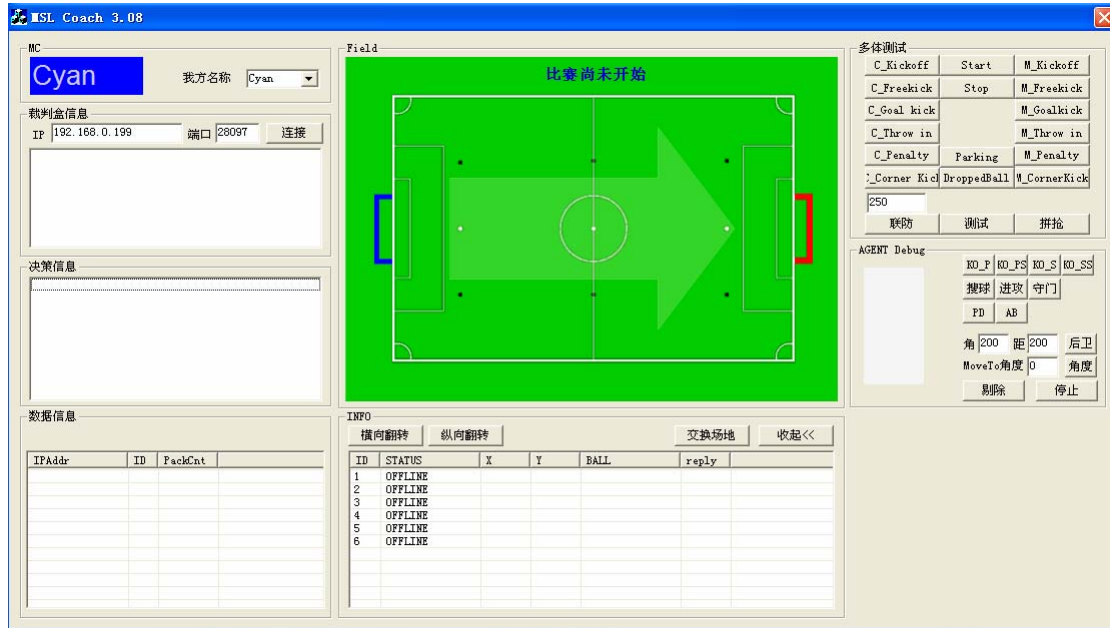 MSL Coach 3.08
MC
Cyan
我方名称
Cyan
裁判盒信息
IP
192.168.0.199
端口
28097
连接
决策信息
数据信息
IPAddr
ID
PackCnt
Field
比赛尚未开始
INFO
横向翻转
纵向翻转
交换场地
收起<<
ID STATUS X Y BALL reply
1 OFFLINE
2 OFFLINE
3 OFFLINE
4 OFFLINE
5 OFFLINE
6 OFFLINE
多体测试
C_Kickoff Start M_Kickoff
C_Freekick Stop M_Freekick
C_Goal kick M_Goalkick
C_Throw in M_Throw in
C_Penalty Parking M_Penalty
_Corner Kic DroppedBall M_CornerKick
250
联防 测试 拼抢
AGENT Debug
KO_P KO_PS KO_S KO_SS
搜球 进攻 守门
PD AB
角 200 距 200 后卫
MoveTo角度 0 角度
剔除 停止